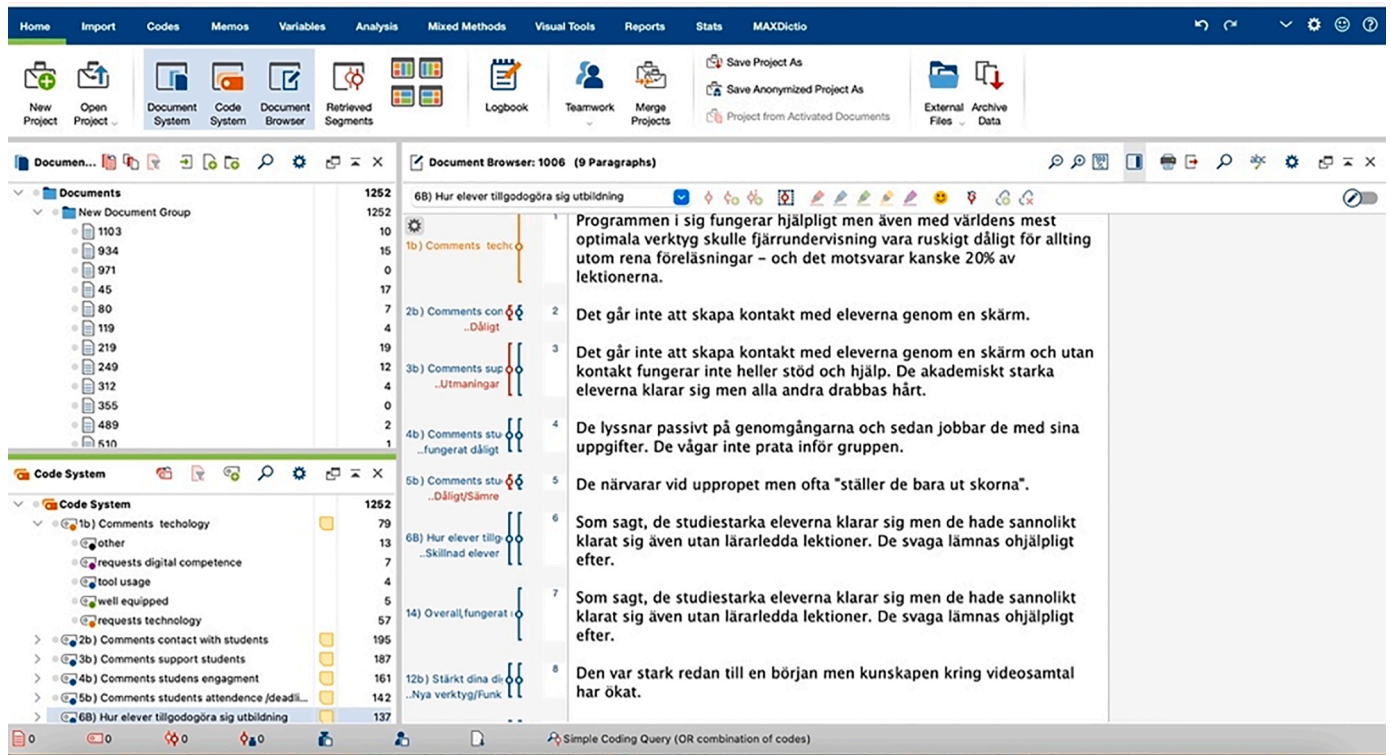 Home Import Codes Memos Variables Analysis Mixed Methods Visual Tools Reports Stats MAXDictio
New Project
Open Project
Document System
Code System
Document Browser
Retrieved Segments
Logbook
Teamwork
Merge Projects
Save Project As
Save Anonymized Project As
Project from Activated Documents
External Files
Archive Data
Documen...
Documents 1252
New Document Group 1252
1103 10
934 15
971 0
45 17
80 7
119 4
219 19
249 12
312 4
355 0
489 2
510 1
Code System
Code System 1252
1b) Comments techology 79
other 13
requests digital competence 7
tool usage 4
well equipped 5
requests technology 57
2b) Comments contact with students 195
3b) Comments support students 187
4b) Comments studens engagment 161
5b) Comments students attendence /deadli... 142
6B) Hur elever tillgodogöra sig utbildning 137
Document Browser: 1006 (9 Paragraphs)
6B) Hur elever tillgodogöra sig utbildning
1b) Comments techo
1
Programmen i sig fungerar hjälpligt men även med världens mest
optimala verktyg skulle fjärrundervisning vara ruskigt dåligt för allting
utom rena föreläsningar – och det motsvarar kanske 20% av
lektionerna.
2b) Comments con
..Dåligt
2
Det går inte att skapa kontakt med eleverna genom en skärm.
3b) Comments sup
..Utmaningar
3
Det går inte att skapa kontakt med eleverna genom en skärm och utan
kontakt fungerar inte heller stöd och hjälp. De akademiskt starka
eleverna klarar sig men alla andra drabbas hårt.
4b) Comments stu
..fungerat dåligt
4
De lyssnar passivt på genomgångarna och sedan jobbar de med sina
uppgifter. De vågar inte prata inför gruppen.
5b) Comments stu
..Dåligt/Sämre
5
De närvarar vid uppropet men ofta "ställer de bara ut skorna".
6B) Hur elever tillg
..Skillnad elever
6
Som sagt, de studiestarka eleverna klarar sig men de hade sannolikt
klarat sig även utan lärarledda lektioner. De svaga lämnas ohjälpligt
efter.
14) Overall,fungerat
7
Som sagt, de studiestarka eleverna klarar sig men de hade sannolikt
klarat sig även utan lärarledda lektioner. De svaga lämnas ohjälpligt
efter.
12b) Stärkt dina di
..Nya verktyg/Funk
8
Den var stark redan till en början men kunskapen kring videosamtal
har ökat.
0 0 0 0
Simple Coding Query (OR combination of codes)